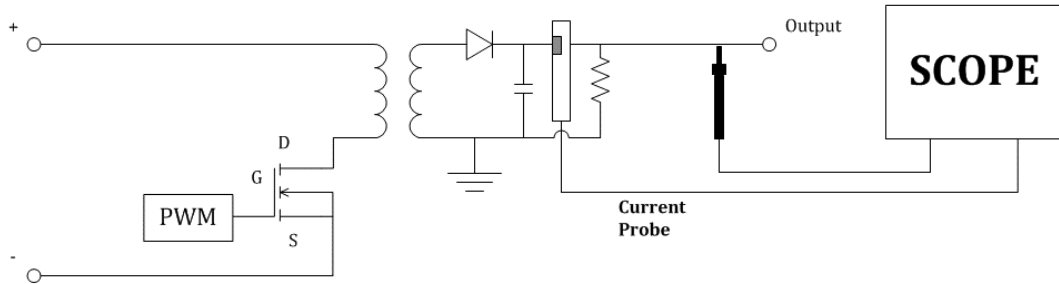 +
Output
SCOPE
D
G
PWM
S
Current
Probe
-